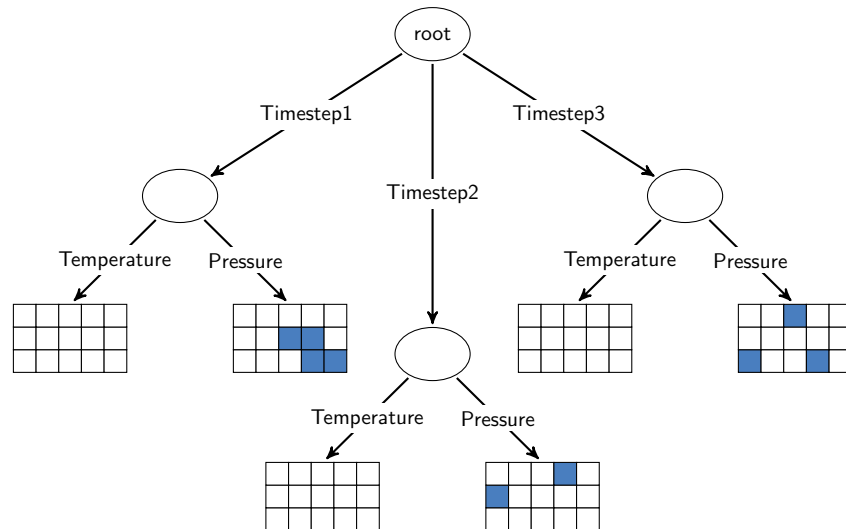 root
Timestep1
Timestep3
Timestep2
Temperature
Pressure
Temperature
Pressure
Temperature
Pressure